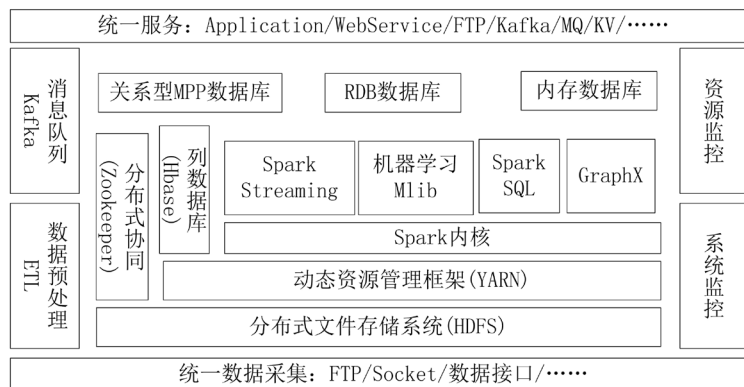 统一服务：Application/WebService/FTP/Kafka/MQ/KV/……
消息队列
Kafka
关系型MPP数据库
RDB数据库
内存数据库
资源监控
分布式协同
(Zookeeper)
列数据库
(Hbase)
Spark
Streaming
机器学习
Mlib
Spark
SQL
GraphX
Spark内核
数据预处理
ETL
动态资源管理框架(YARN)
系统监控
分布式文件存储系统(HDFS)
统一数据采集：FTP/Socket/数据接口/……